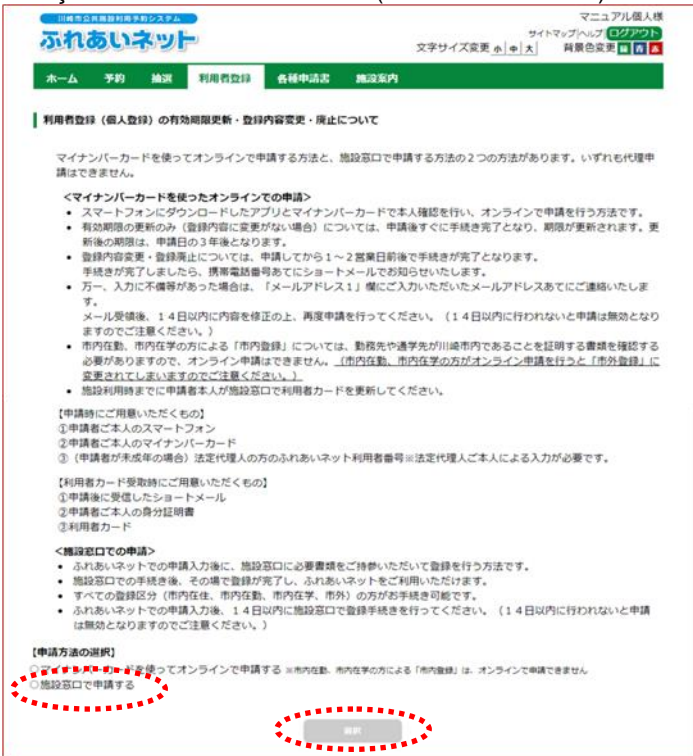 川崎市公共施設利用予約システム
ふれあいネット
マニュアル個人様
サイトマップ|ヘルプ|ログアウト
文字サイズ変更 小 中 大 背景色変更
ホーム 予約 抽選 利用者登録 各種申請書 施設案内
利用者登録（個人登録）の有効期限更新・登録内容変更・廃止について
マイナンバーカードを使ってオンラインで申請する方法と、施設窓口で申請する方法の２つの方法があります。いずれも代理申
請はできません。
＜マイナンバーカードを使ったオンラインでの申請＞
• スマートフォンにダウンロードしたアプリとマイナンバーカードで本人確認を行い、オンラインで申請を行う方法です。
• 有効期限の更新のみ（登録内容に変更がない場合）については、申請後すぐに手続き完了となり、期限が更新されます。更
新後の期限は、申請日の３年後となります。
• 登録内容変更・登録廃止については、申請してから１～２営業日前後で手続きが完了となります。
手続きが完了しましたら、携帯電話番号あてにショートメールでお知らせいたします。
• 万一、入力に不備等があった場合は、「メールアドレス１」欄にご入力いただいたメールアドレスあてにご連絡いたしま
す。
メール受領後、１４日以内に内容を修正の上、再度申請を行ってください。（１４日以内に行われないと申請は無効となり
ますのでご注意ください。）
• 市内在勤、市内在学の方による「市内登録」については、勤務先や通学先が川崎市内であることを証明する書類を確認する
必要がありますので、オンライン申請はできません。（市内在勤、市内在学の方がオンライン申請を行うと「市外登録」に
変更されてしまいますのでご注意ください。）
• 施設利用時までに申請者本人が施設窓口で利用者カードを更新してください。
【申請時にご用意いただくもの】
①申請者ご本人のスマートフォン
②申請者ご本人のマイナンバーカード
③（申請者が未成年の場合）法定代理人の方のふれあいネット利用者番号※法定代理人ご本人による入力が必要です。
【利用者カード受取時にご用意いただくもの】
①申請後に受信したショートメール
②申請者ご本人の身分証明書
③利用者カード
＜施設窓口での申請＞
• ふれあいネットでの申請入力後に、施設窓口に必要書類をご持参いただいて登録を行う方法です。
• 施設窓口での手続き後、その場で登録が完了し、ふれあいネットをご利用いただけます。
• すべての登録区分（市内在住、市内在勤、市内在学、市外）の方がお手続き可能です。
• ふれあいネットでの申請入力後、１４日以内に施設窓口で登録手続きを行ってください。（１４日以内に行われないと申請
は無効となりますのでご注意ください。）
【申請方法の選択】
○マイナンバーカードを使ってオンラインで申請する ※市内在勤、市内在学の方による「市内登録」は、オンラインで申請できません
○施設窓口で申請する
選択